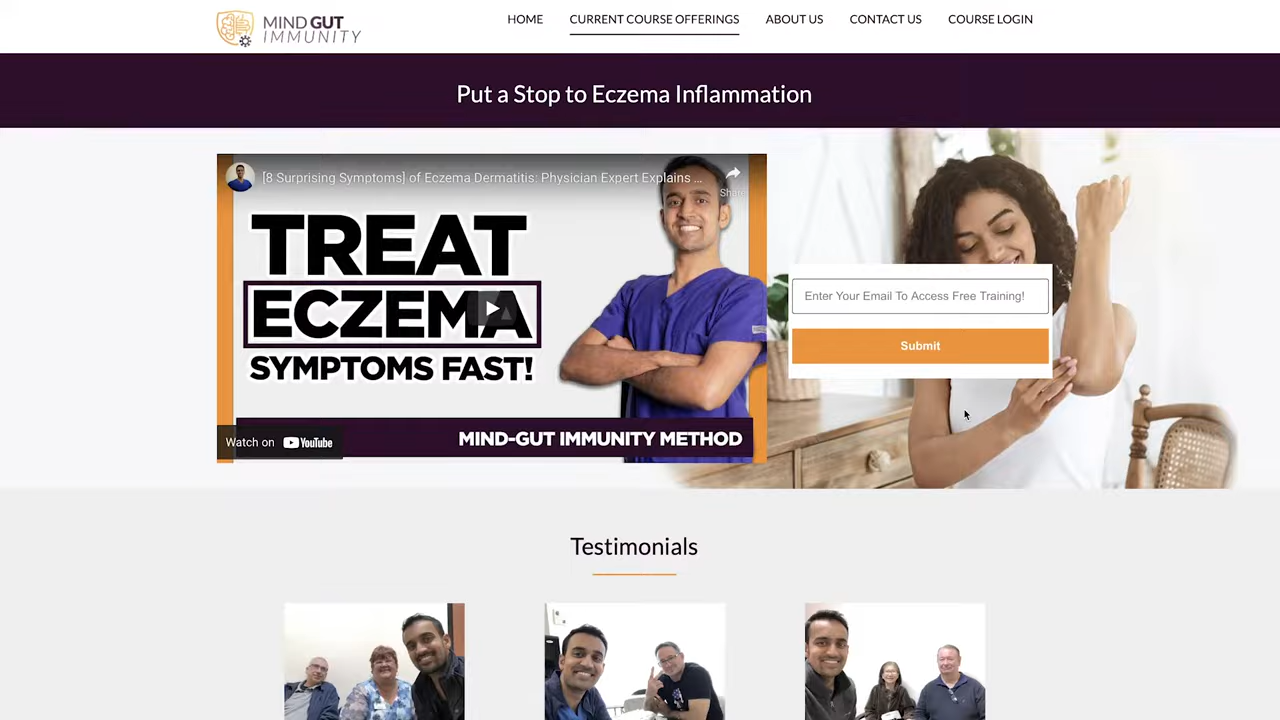 MIND GUT
IMMUNITY
HOME
CURRENT COURSE OFFERINGS
ABOUT US
CONTACT US
COURSE LOGIN
Put a Stop to Eczema Inflammation
[8 Surprising Symptoms] of Eczema Dermatitis: Physician Expert Explains ...
Share
TREAT
ECZEMA
SYMPTOMS FAST!
MIND-GUT IMMUNITY METHOD
Watch on YouTube
Enter Your Email To Access Free Training!
Submit
Testimonials